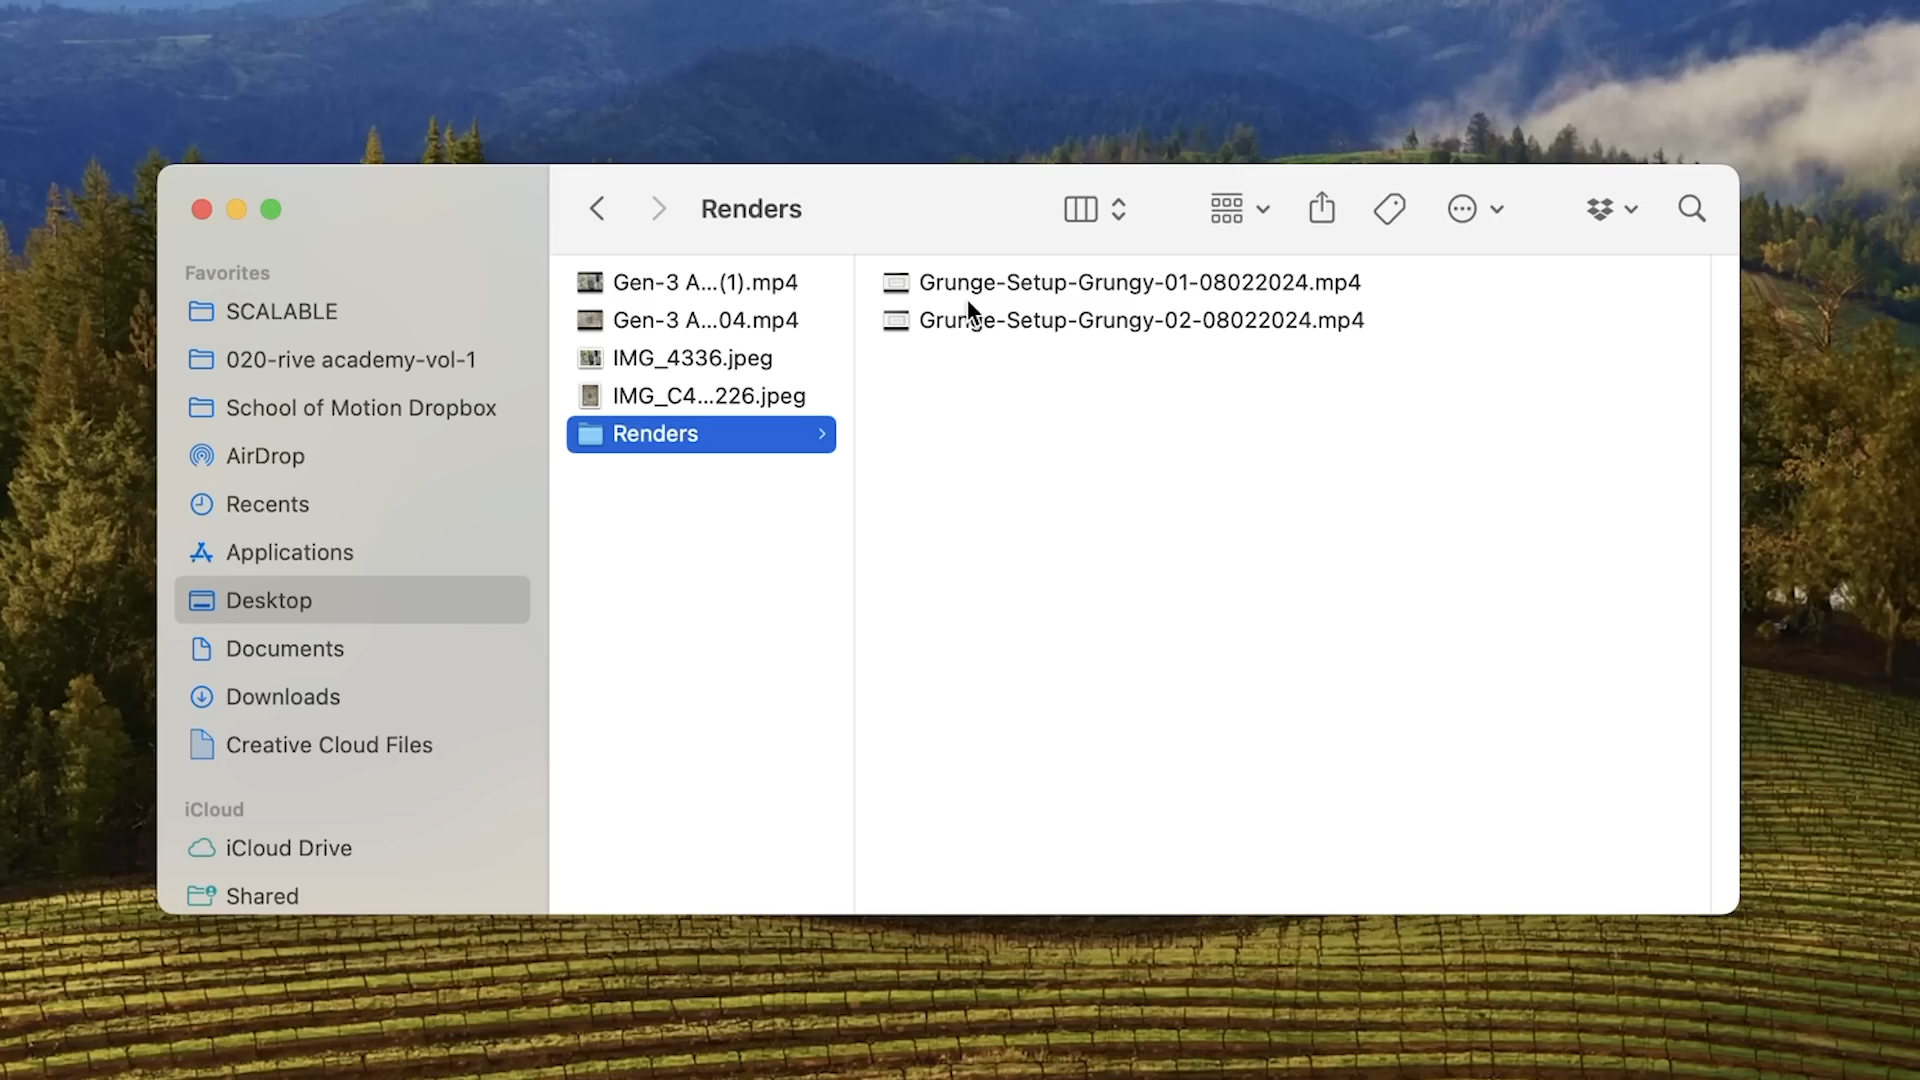 Renders
Favorites
SCALABLE
020-rive academy-vol-1
School of Motion Dropbox
AirDrop
Recents
Applications
Desktop
Documents
Downloads
Creative Cloud Files
iCloud
iCloud Drive
Shared
Gen-3 A...(1).mp4
Gen-3 A...04.mp4
IMG_4336.jpeg
IMG_C4...226.jpeg
Renders
Grunge-Setup-Grungy-01-08022024.mp4
Grunge-Setup-Grungy-02-08022024.mp4